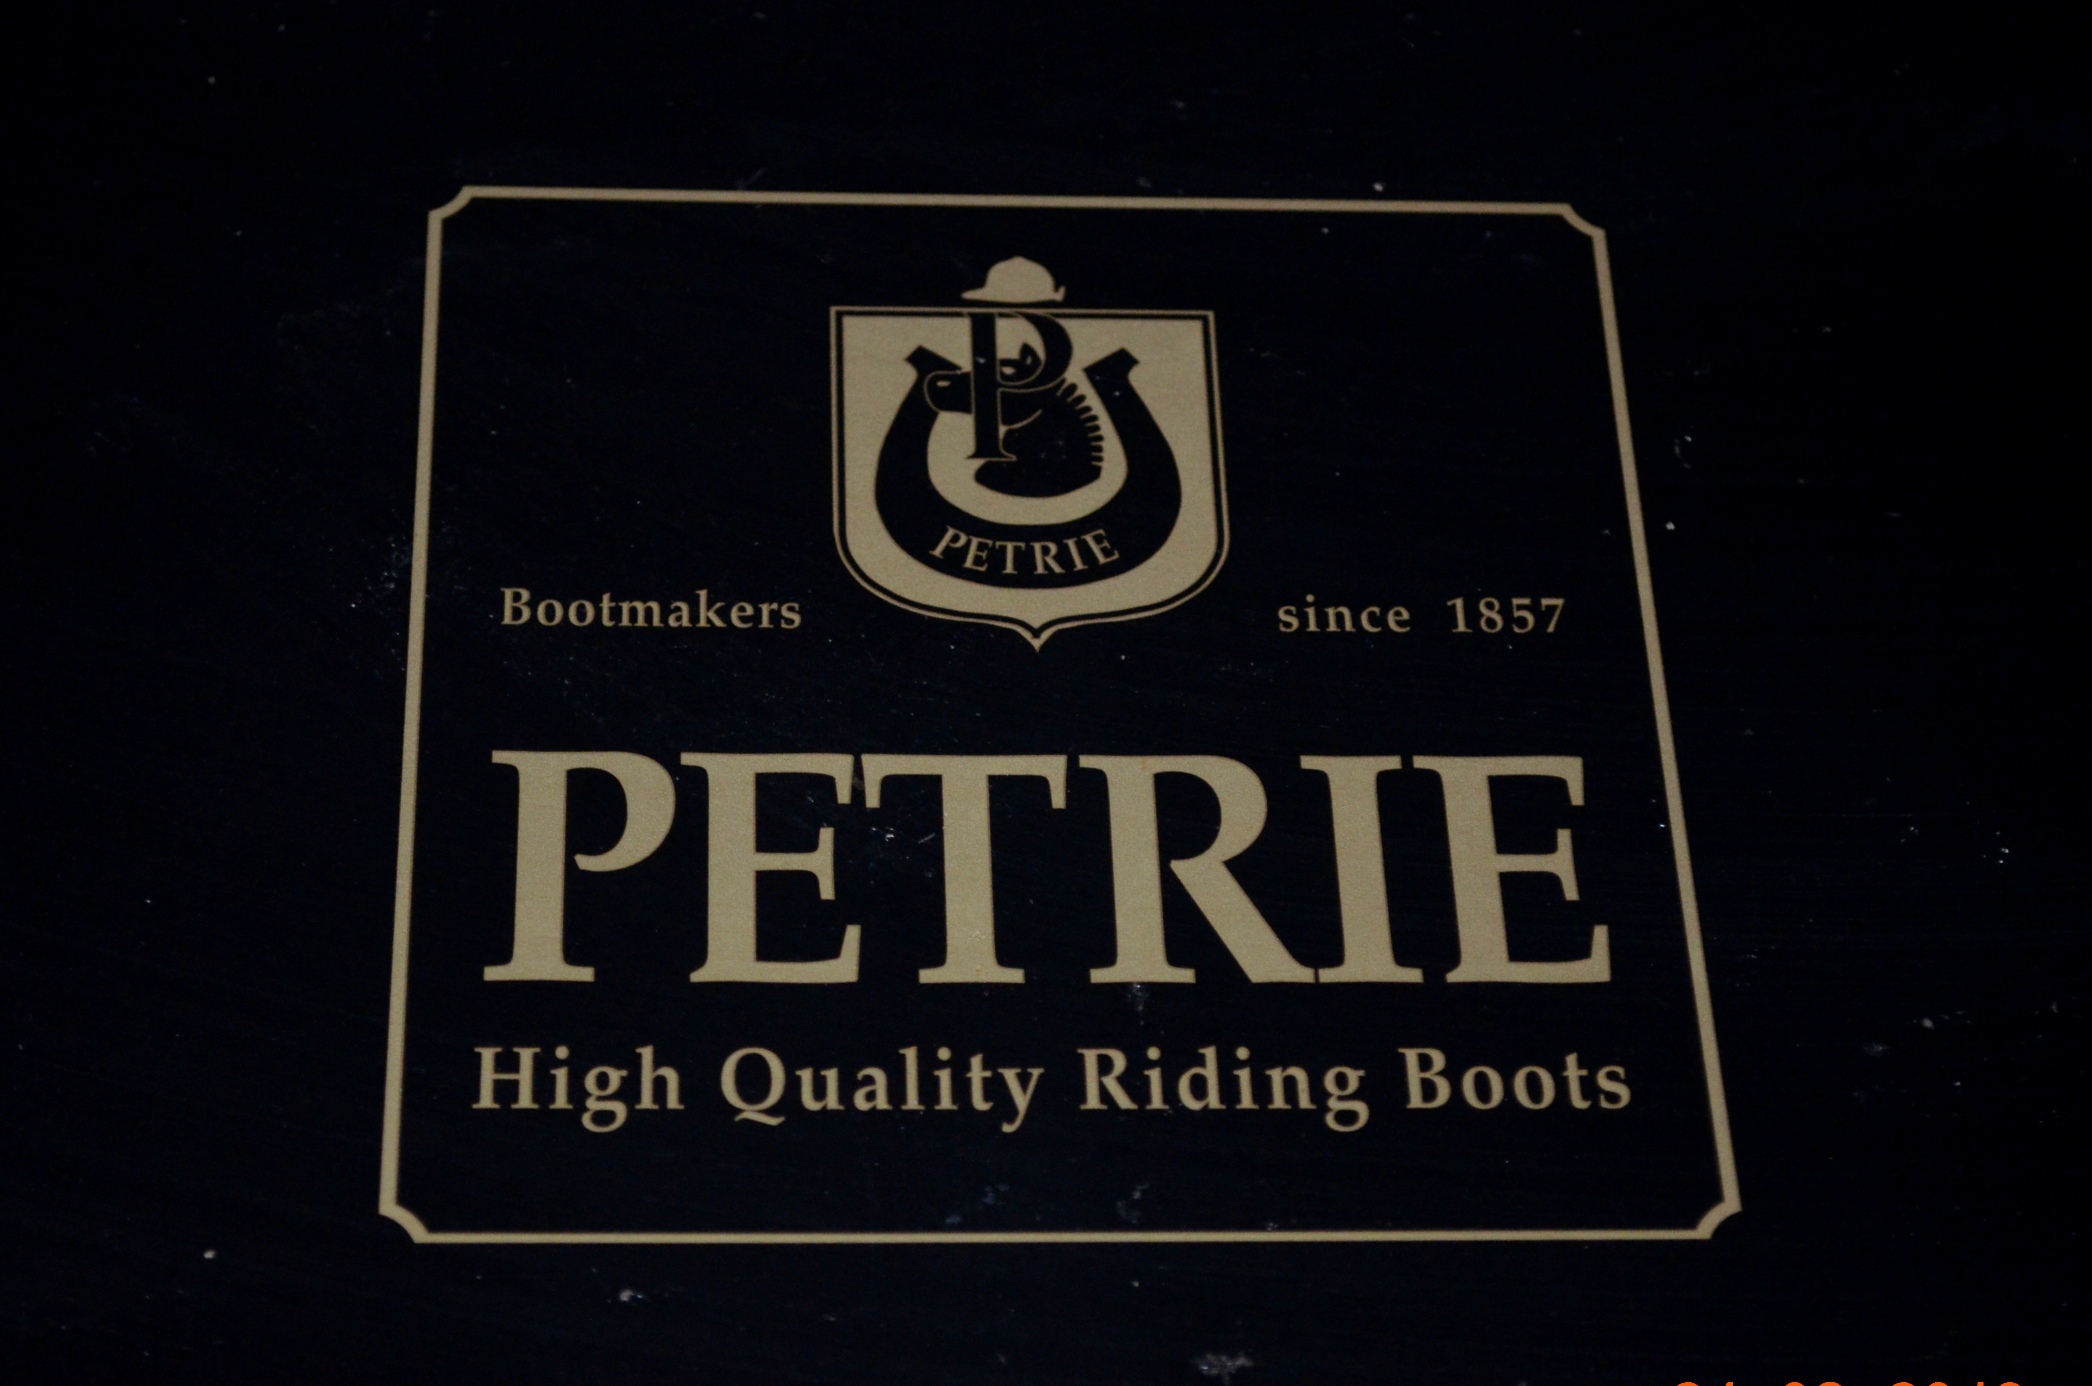 P
PETRIE
Bootmakers since 1857
PETRIE
High Quality Riding Boots